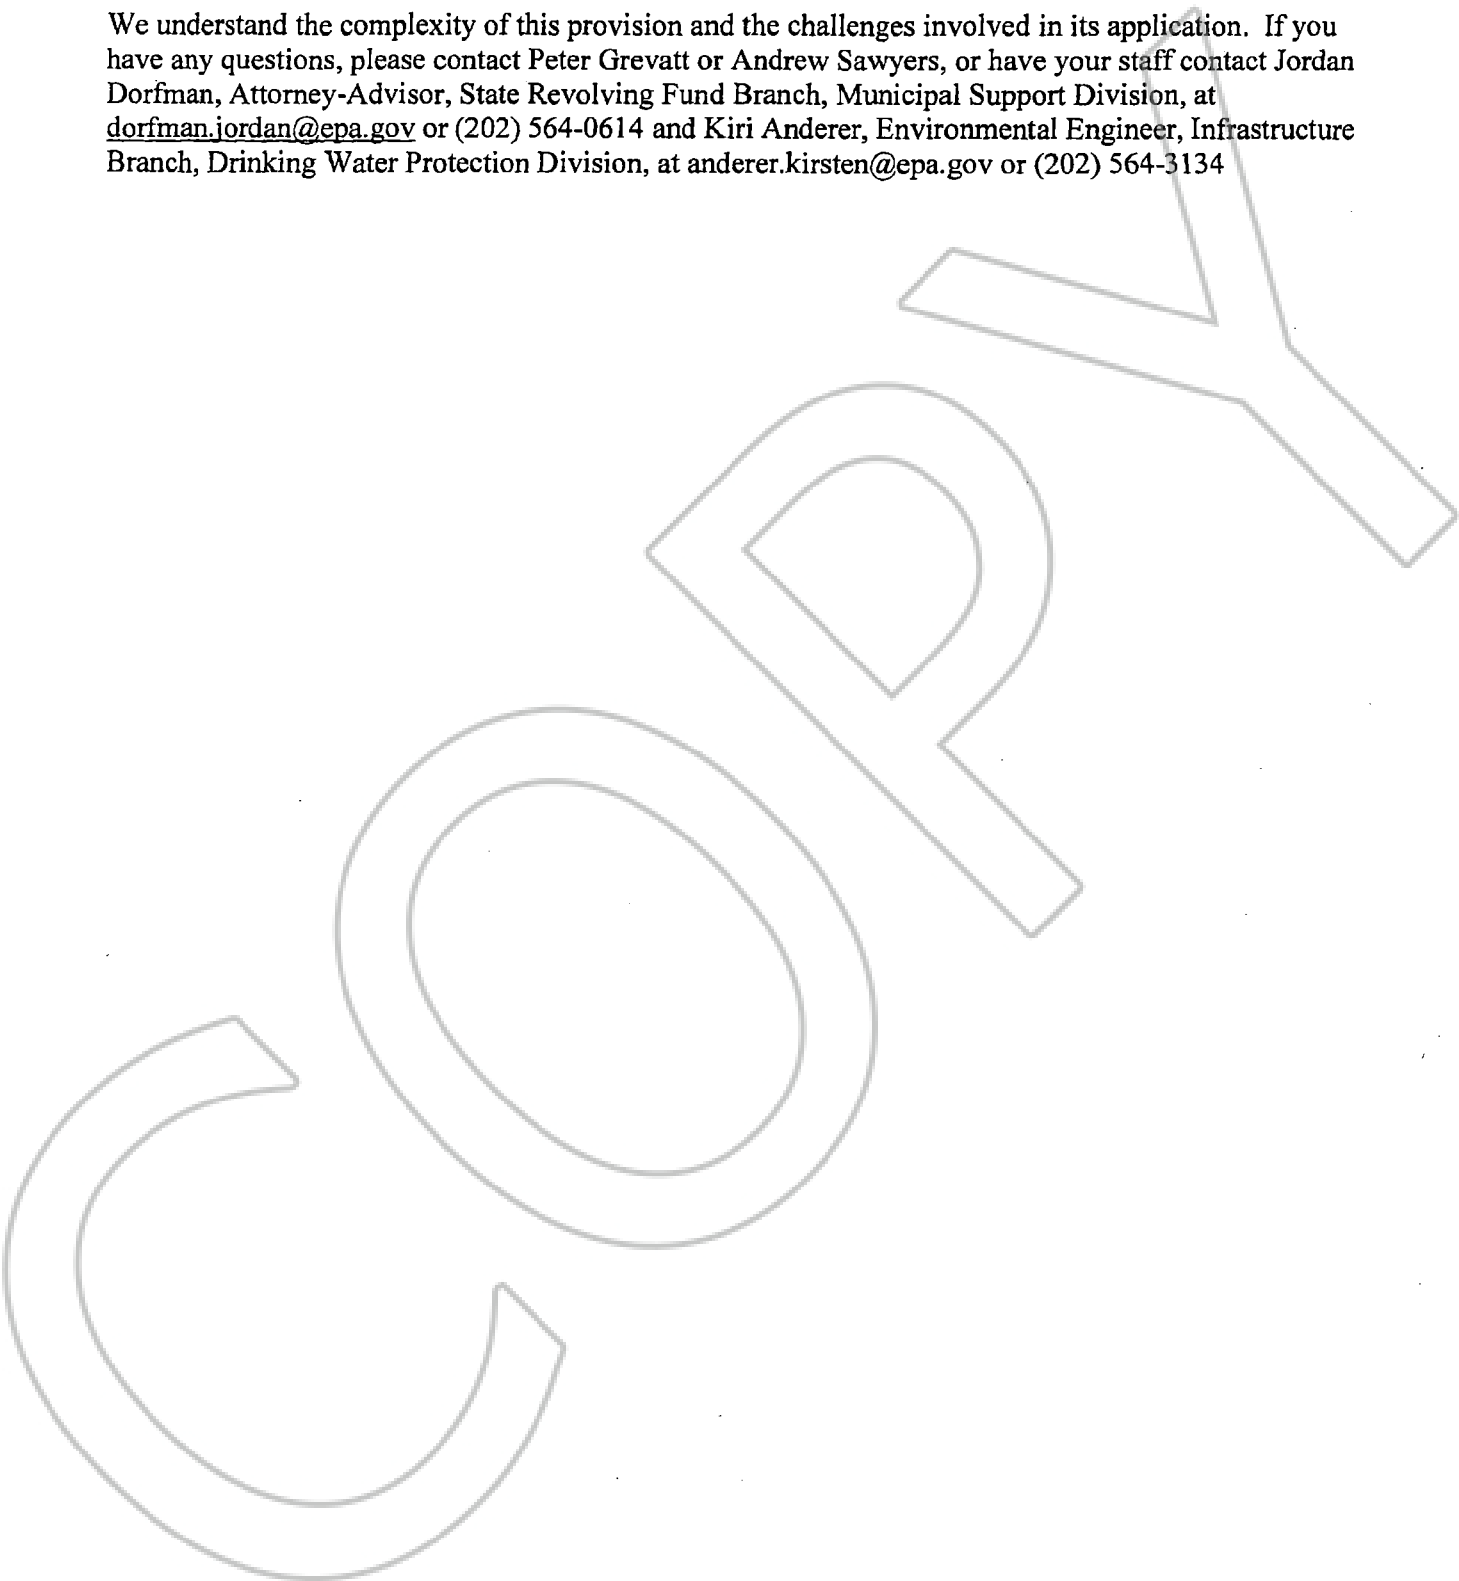 We understand the complexity of this provision and the challenges involved in its application. If you
have any questions, please contact Peter Grevatt or Andrew Sawyers, or have your staff contact Jordan
Dorfman, Attorney-Advisor, State Revolving Fund Branch, Municipal Support Division, at
dorfman.jordan@epa.gov or (202) 564-0614 and Kiri Anderer, Environmental Engineer, Infrastructure
Branch, Drinking Water Protection Division, at anderer.kirsten@epa.gov or (202) 564-3134
COPY